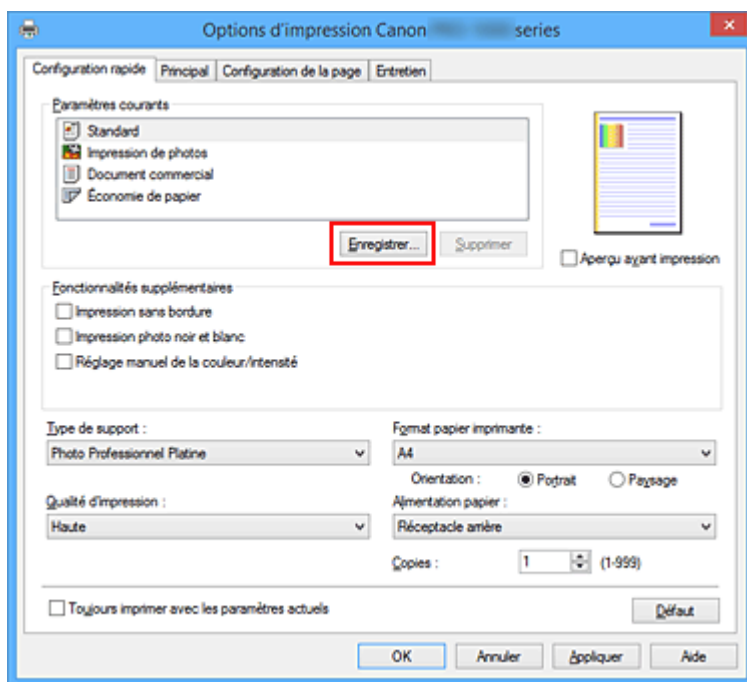 Options d'impression Canon series
Configuration rapide Principal Configuration de la page Entretien
Paramètres courants
Standard
Impression de photos
Document commercial
Économie de papier
Enregistrer... Supprimer
Aperçu avant impression
Fonctionnalités supplémentaires
Impression sans bordure
Impression photo noir et blanc
Réglage manuel de la couleur/intensité
Type de support : Format papier imprimante :
Photo Professionnel Platine A4
Orientation : Portrait Paysage
Qualité d'impression : Alimentation papier :
Haute Réceptacle arrière
Copies : 1 (1-999)
Toujours imprimer avec les paramètres actuels Défaut
OK Annuler Appliquer Aide